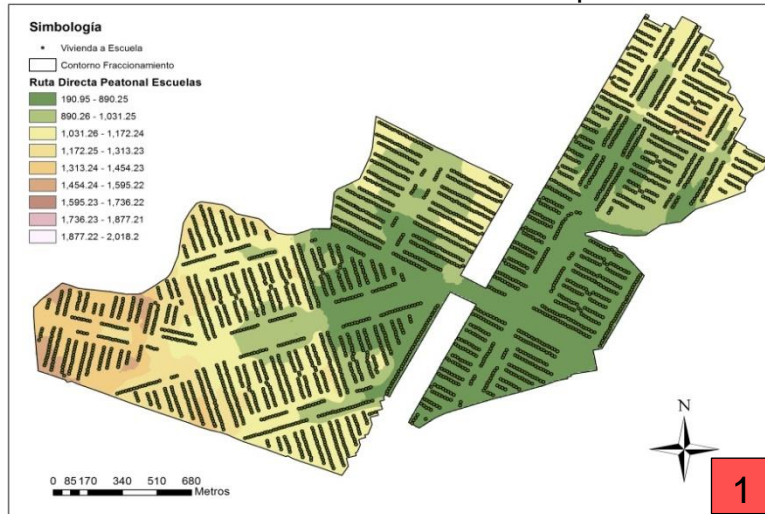 Simbología
Vivienda a Escuela
Contorno Fraccionamiento
Ruta Directa Peatonal Escuelas
190.95 - 890.25
890.26 - 1,031.25
1,031.26 - 1,172.24
1,172.25 - 1,313.23
1,313.24 - 1,454.23
1,454.24 - 1,595.22
1,595.23 - 1,736.22
1,736.23 - 1,877.21
1,877.22 - 2,018.2
N
0 85 170 340 510 680
Metros
1